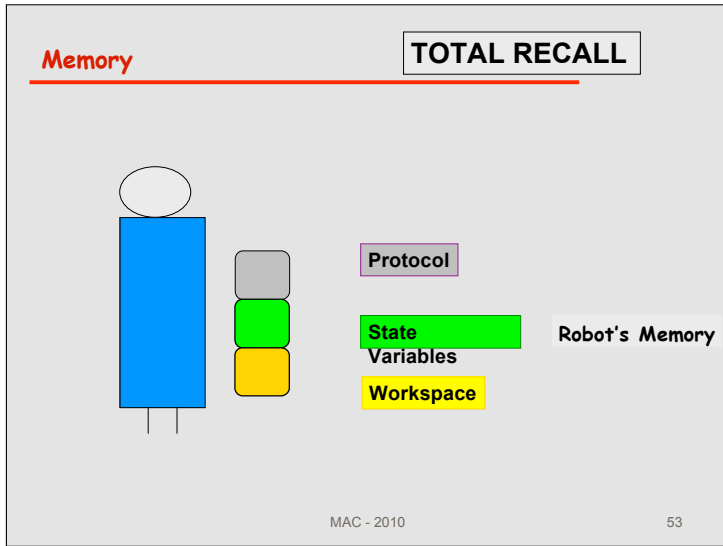 Memory
TOTAL RECALL
Protocol
State
Variables
Robot's Memory
Workspace
MAC - 2010
53